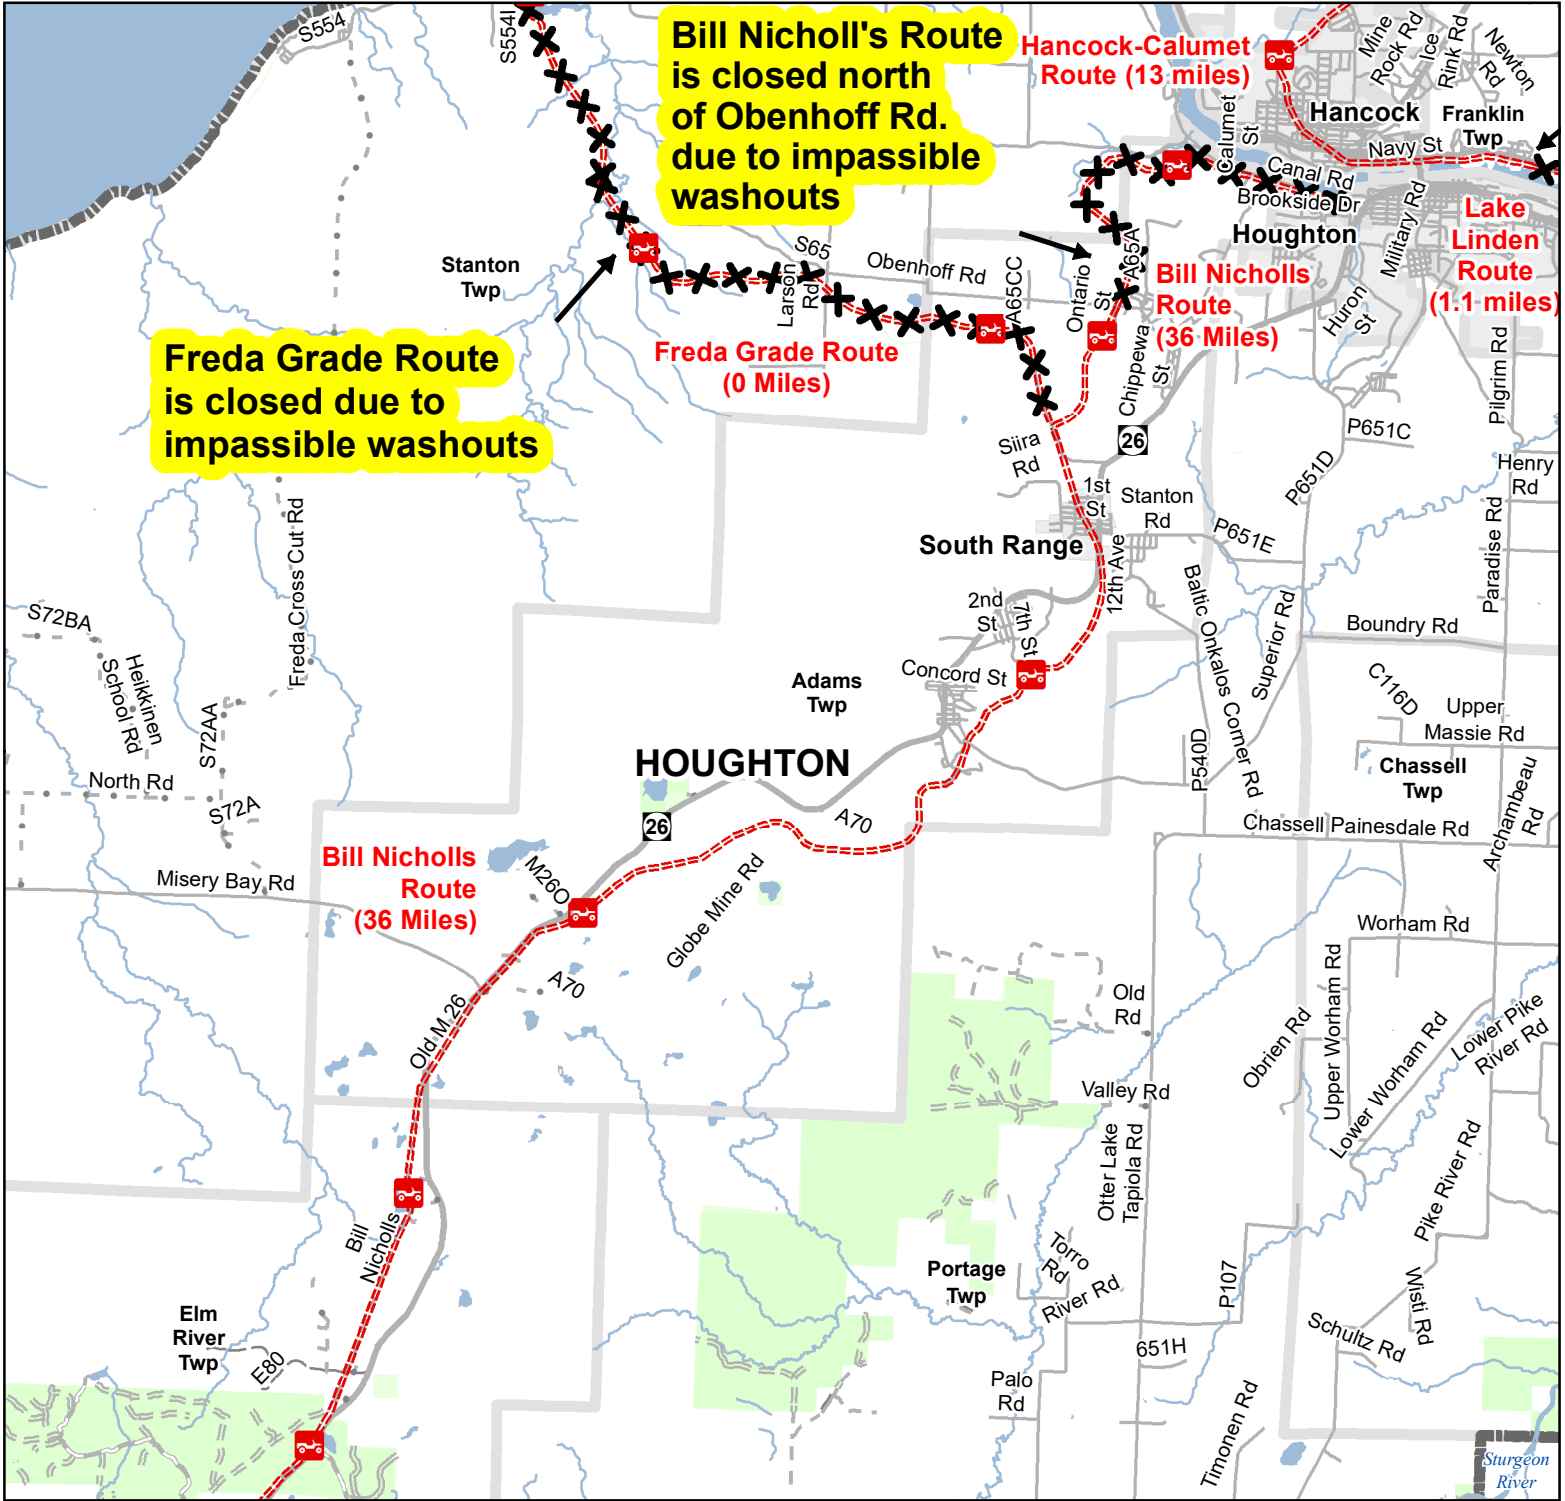 S554
S554I
Bill Nicholl's Route
is closed north
of Obenhoff Rd.
due to impassible
washouts
Hancock-Calumet
Route (13 miles)
Mine
Rock Rd
Ice
Rink Rd
Newton
Rd
Hancock
Franklin
Twp
Calumet
St
Navy St
Canal Rd
Brookside Dr
Houghton
Military Rd
Lake
Linden
Route
(1.1 miles)
Stanton
Twp
S65
Larson
Rd
Obenhoff Rd
A65CC
Ontario
St
A65A
Bill Nicholls
Route
(36 Miles)
Huron
St
Chippewa
St
Pilgrim Rd
Freda Grade Route
is closed due to
impassible washouts
Freda Grade Route
(0 Miles)
Siira
Rd
26
P651C
P651D
Henry
Rd
1st
St
Stanton
Rd
South Range
P651E
Paradise Rd
12th Ave
Freda Cross Cut Rd
S72BA
Heikkinen
School Rd
S72AA
North Rd
S72A
2nd
St
7th St
Concord St
Adams
Twp
Baltic Onkalos Corner Rd
Superior Rd
Boundry Rd
C116D
Upper
Massie Rd
P540D
Chassell
Twp
Archambeau
Rd
HOUGHTON
26
A70
Chassell Painesdale Rd
Misery Bay Rd
Bill Nicholls
Route
(36 Miles)
M26O
Globe Mine Rd
A70
Old M 26
Worham Rd
Old
Rd
Obrien Rd
Upper Worham Rd
Lower Worham Rd
Lower Pike
River Rd
Valley Rd
Otter Lake
Tapiola Rd
Pike River Rd
Bill
Nicholls
Elm
River
Twp
E80
Portage
Twp
Torro
Rd
River Rd
P107
Wisti Rd
Schultz Rd
651H
Palo
Rd
Timonen Rd
Sturgeon
River